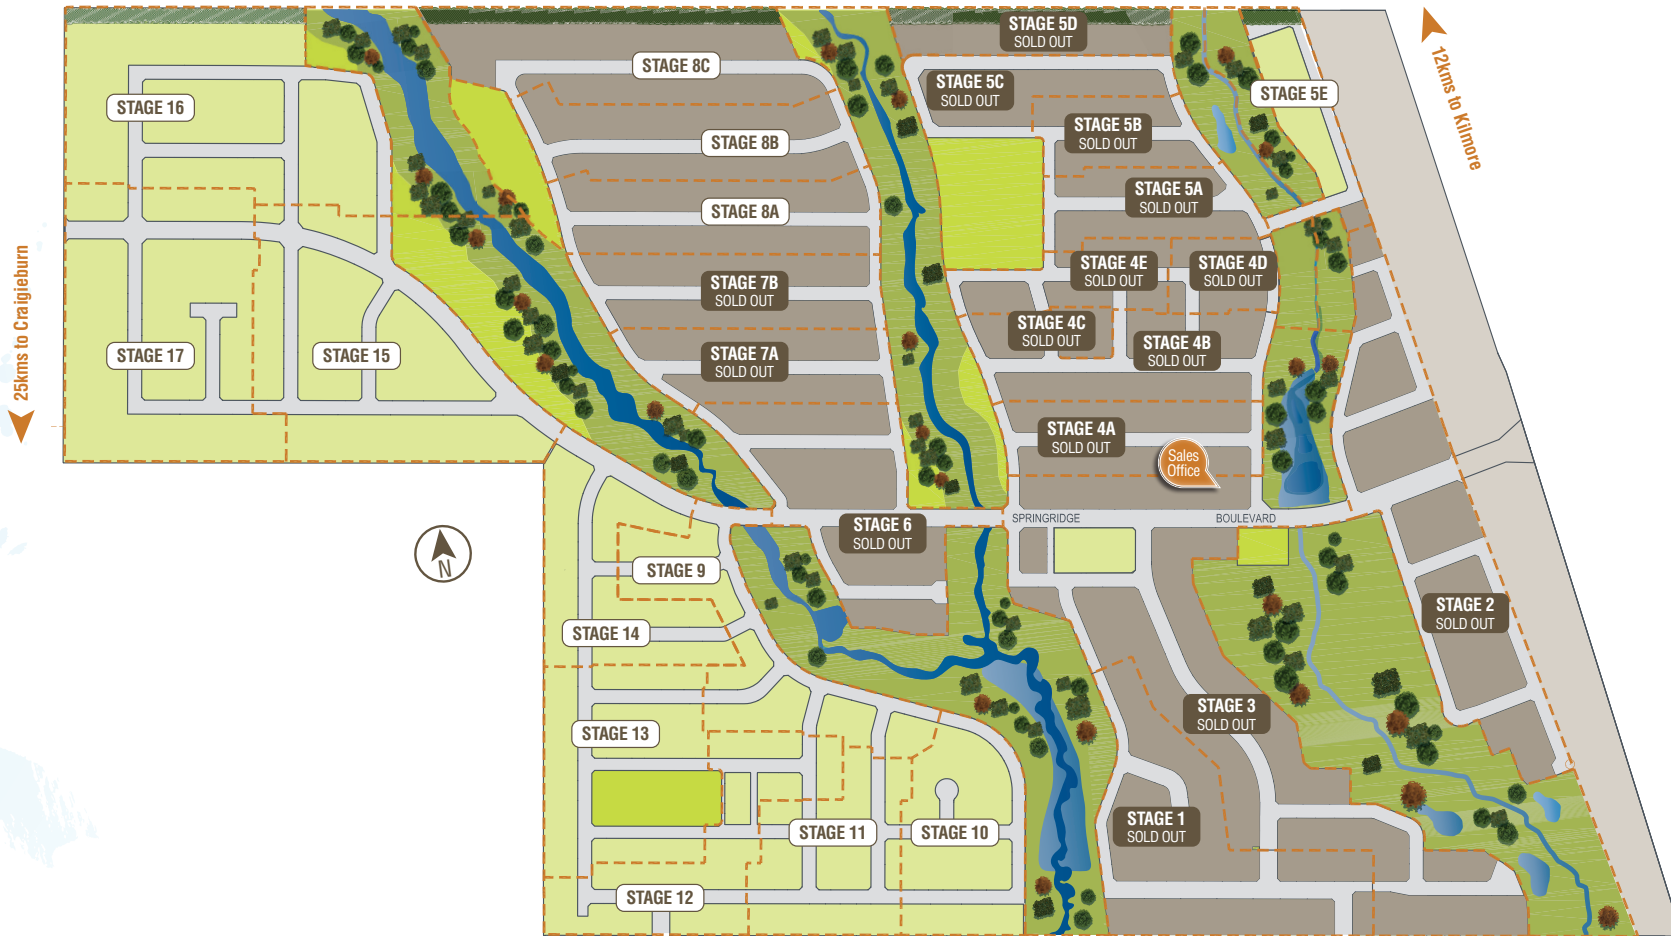 STAGE 5D
SOLD OUT
12kms to Kilmore
STAGE 8C
STAGE 5C
SOLD OUT
STAGE 5E
STAGE 16
STAGE 5B
SOLD OUT
STAGE 8B
STAGE 5A
SOLD OUT
STAGE 8A
STAGE 4E
SOLD OUT
STAGE 4D
SOLD OUT
STAGE 7B
SOLD OUT
25kms to Craigieburn
STAGE 4C
SOLD OUT
STAGE 4B
SOLD OUT
STAGE 17
STAGE 15
STAGE 7A
SOLD OUT
STAGE 4A
SOLD OUT
Sales
Office
SPRINGRIDGE
BOULEVARD
STAGE 6
SOLD OUT
N
STAGE 9
STAGE 2
SOLD OUT
STAGE 14
STAGE 3
SOLD OUT
STAGE 13
STAGE 1
SOLD OUT
STAGE 11
STAGE 10
STAGE 12